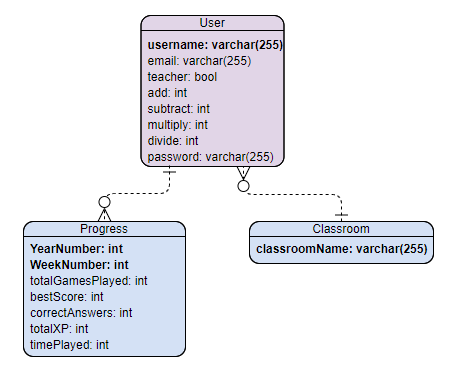 User
username: varchar(255)
email: varchar(255)
teacher: bool
add: int
subtract: int
multiply: int
divide: int
password: varchar(255)
Progress
YearNumber: int
WeekNumber: int
totalGamesPlayed: int
bestScore: int
correctAnswers: int
totalXP: int
timePlayed: int
Classroom
classroomName: varchar(255)